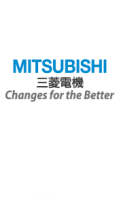 MITSUBISHI
三菱電機
Changes for the Better